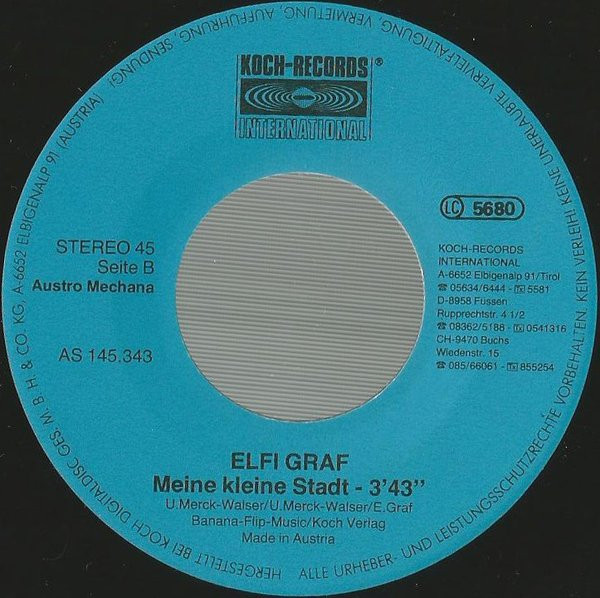 KOCH-RECORDS®
INTERNATIONAL
LC 5680
STEREO 45
Seite B
Austro Mechana
AS 145.343
KOCH-RECORDS
INTERNATIONAL
A-6652 Elbigenalp 91/Tirol
☎ 05634/6444 - Tx 5581
D-8958 Füssen
Rupprechtstr. 4 1/2
☎ 08362/5188 - Tx 0541316
CH-9470 Buchs
Wiedenstr. 15
☎ 085/66061 - Tx 855254
ELFI GRAF
Meine kleine Stadt - 3'43"
U.Merck-Walser/U.Merck-Walser/E.Graf
Banana-Flip-Music/Koch Verlag
Made in Austria
HERGESTELLT BEI KOCH DIGITALDISC GES. M B H & CO. KG, A-6652 ELBIGENALP 91 (AUSTRIA)
ALLE URHEBER- UND LEISTUNGSSCHUTZRECHTE VORBEHALTEN. KEIN VERLEIH! KEINE UNERLAUBTE VERVIELFÄLTIGUNG, VERMIETUNG, AUFFÜHRUNG, SENDUNG!